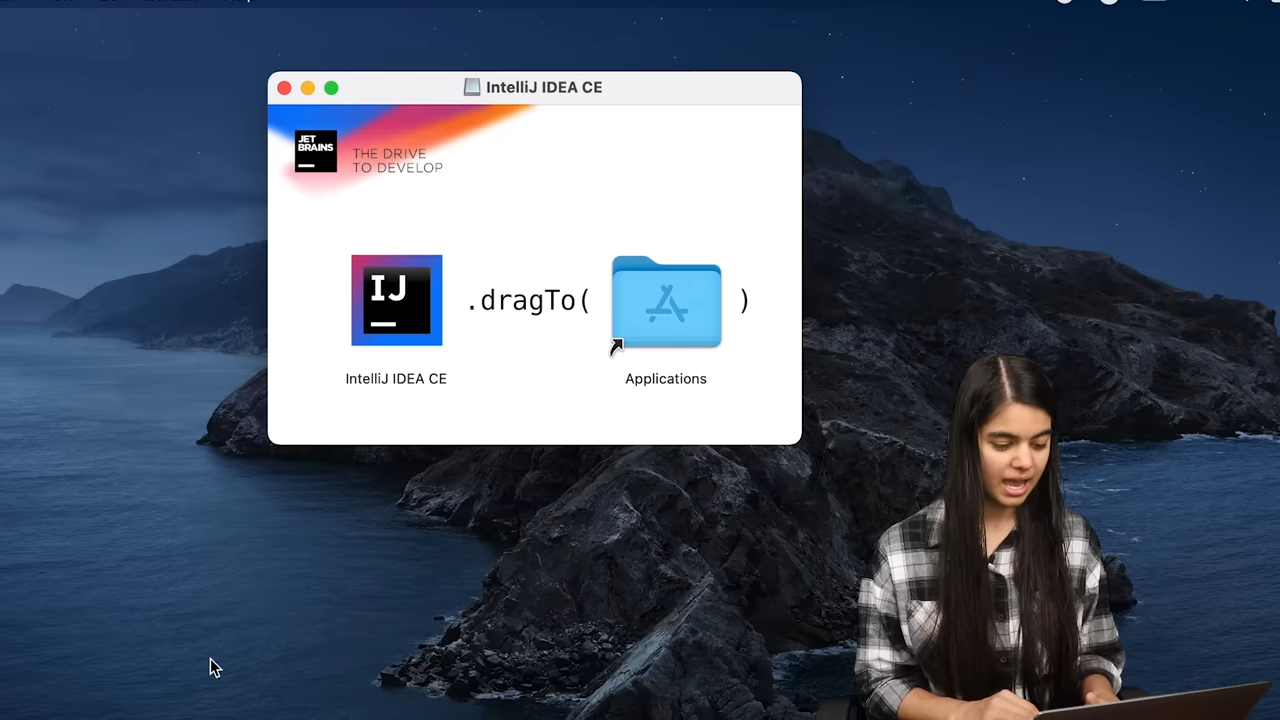 IntelliJ IDEA CE
JET
BRAINS
THE DRIVE
TO DEVELOP
IJ
.dragTo( )
IntelliJ IDEA CE
Applications